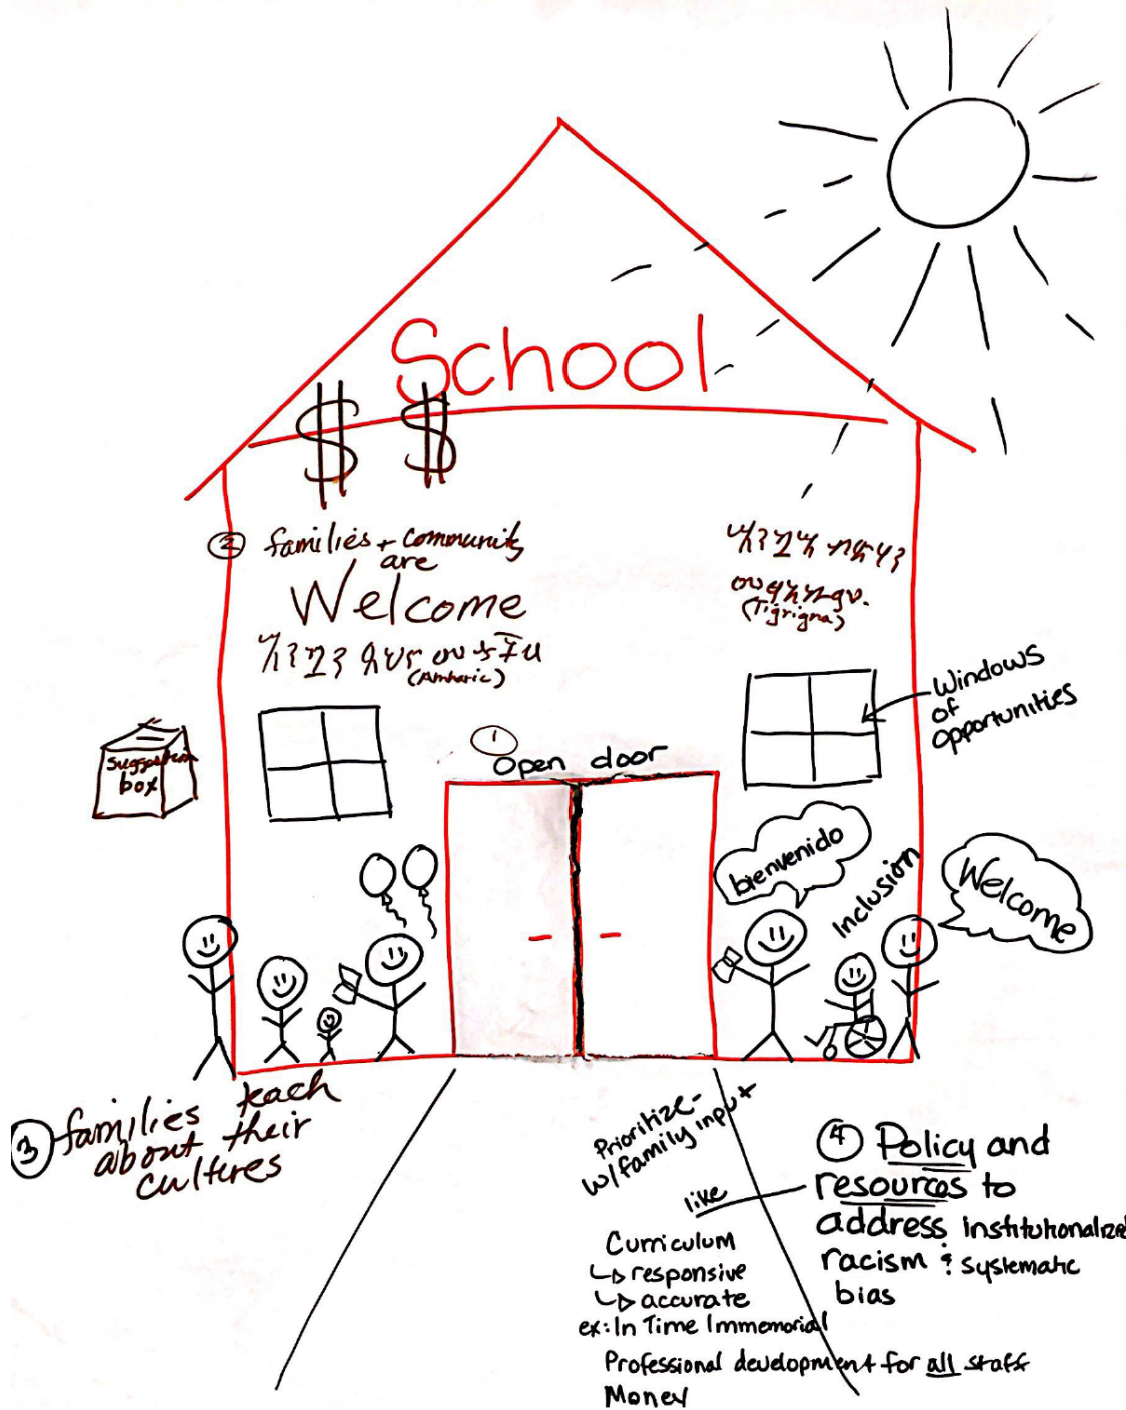 School
$ $
② families + community
are
Welcome
እንኳን
(Amharic)
(Tigrigna)
Windows
of
opportunities
suggestion
box
①
Open door
bienvenido
Inclusion
Welcome
③ families teach
about their
cultures
Prioritize-
w/family input
like
Curriculum
↳ responsive
↳ accurate
ex: In Time Immemorial
Professional development for all staff
Money
④ Policy and
resources to
address institutionalized
racism & systematic
bias